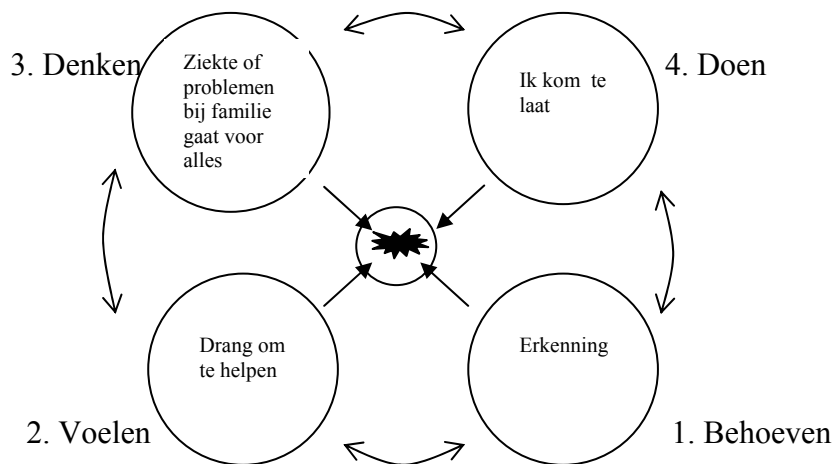 3. Denken
Ziekte of
problemen
bij familie
gaat voor
alles
Ik kom te
laat
4. Doen
Drang om
te helpen
Erkenning
2. Voelen
1. Behoeven